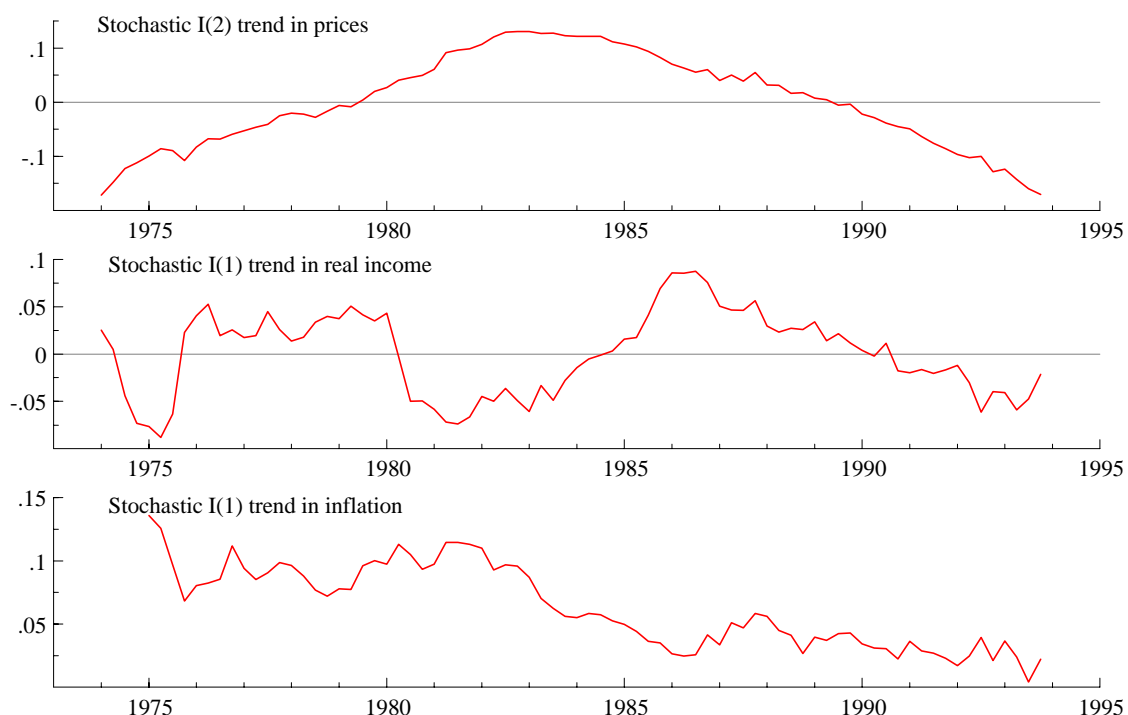 Stochastic I(2) trend in prices
.1
0
-.1
1975 1980 1985 1990 1995
.1
Stochastic I(1) trend in real income
.05
0
-.05
1975 1980 1985 1990 1995
.15
Stochastic I(1) trend in inflation
.1
.05
1975 1980 1985 1990 1995